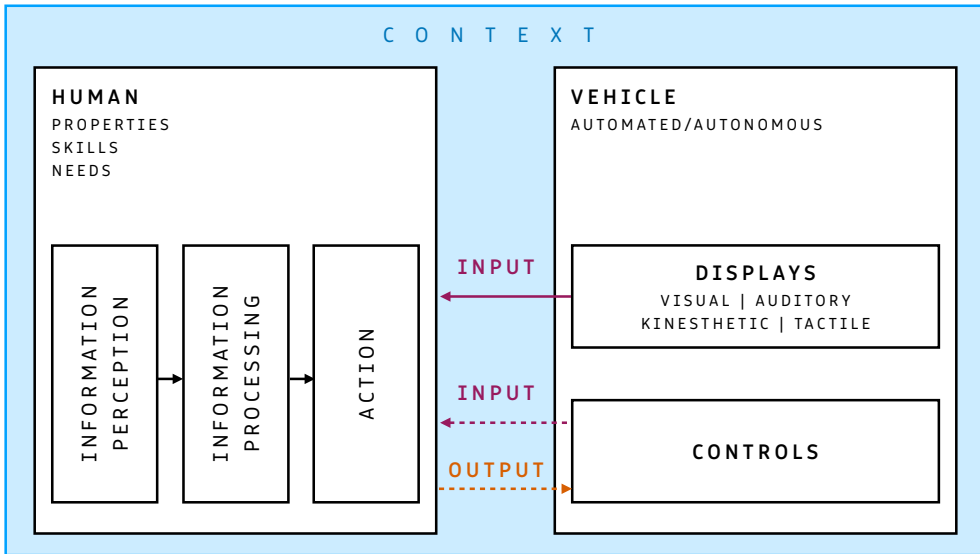 CONTEXT
HUMAN
PROPERTIES
SKILLS
NEEDS
INFORMATION
PERCEPTION
INFORMATION
PROCESSING
ACTION
INPUT
INPUT
OUTPUT
VEHICLE
AUTOMATED/AUTONOMOUS
DISPLAYS
VISUAL | AUDITORY
KINESTHETIC | TACTILE
CONTROLS